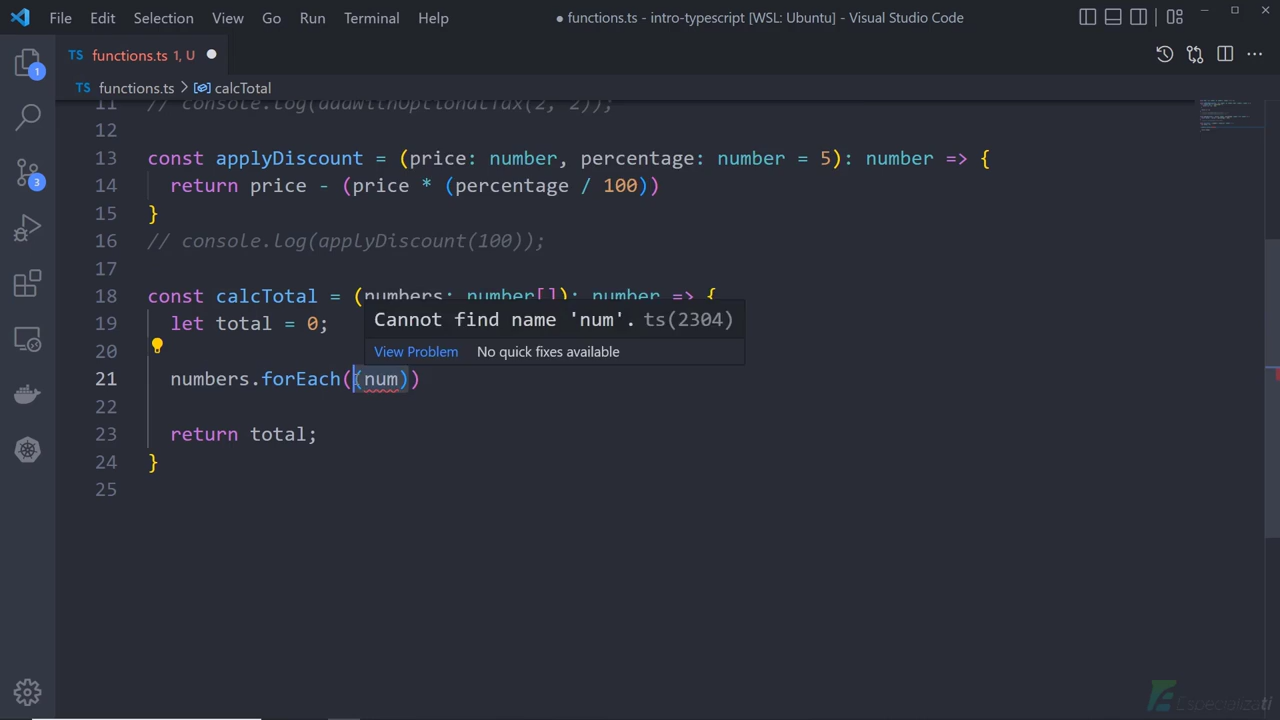 File Edit Selection View Go Run Terminal Help ● functions.ts - intro-typescript [WSL: Ubuntu] - Visual Studio Code
TS functions.ts 1, U ●
TS functions.ts > calcTotal
11 // console.log(addWithOptionalTax(2, 2));
12
1
13 const applyDiscount = (price: number, percentage: number = 5): number => {
14 return price - (price * (percentage / 100))
15 }
16 // console.log(applyDiscount(100));
3
17
18 const calcTotal = (numbers: number[]): number => {
19 let total = 0;
Cannot find name 'num'. ts(2304)
20
View Problem No quick fixes available
21 numbers.forEach((num))
22
23 return total;
24 }
25
Especializati